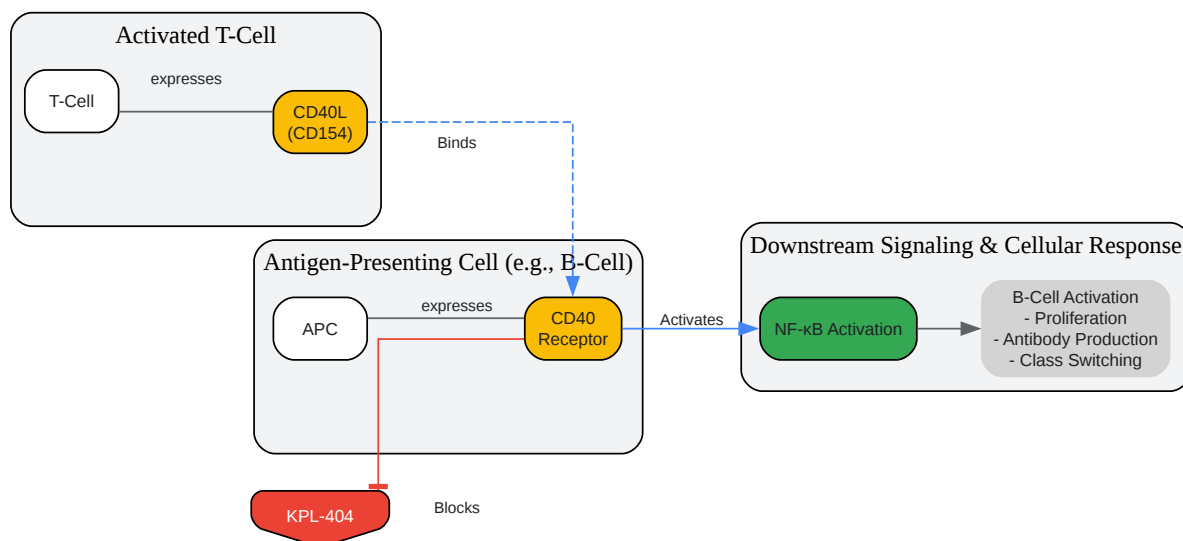 Activated T-Cell
expresses
T-Cell
CD40L
(CD154)
Binds
Antigen-Presenting Cell (e.g., B-Cell)
expresses
APC
CD40
Receptor
Activates
Downstream Signaling & Cellular Response
NF-κB Activation
B-Cell Activation
- Proliferation
- Antibody Production
- Class Switching
KPL-404
Blocks